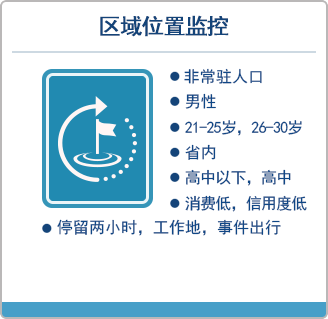 区域位置监控
● 非常驻人口
● 男性
● 21-25岁，26-30岁
● 省内
● 高中以下，高中
● 消费低，信用度低
● 停留两小时，工作地，事件出行